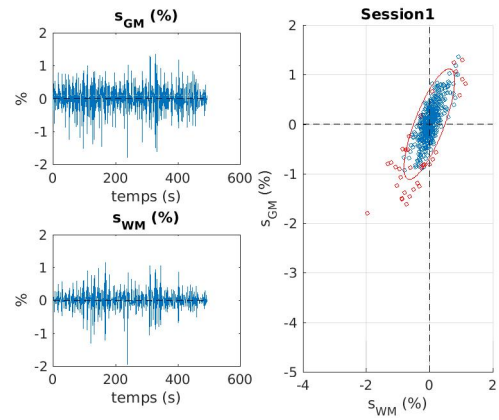 s_GM (%)
%
2
1
0
-1
-2
0 200 400 600
temps (s)
s_WM (%)
%
2
1
0
-1
-2
0 200 400 600
temps (s)
Session1
s_GM (%)
2
1
0
-1
-2
-3
-4
-5
-4 -2 0 2
s_WM (%)